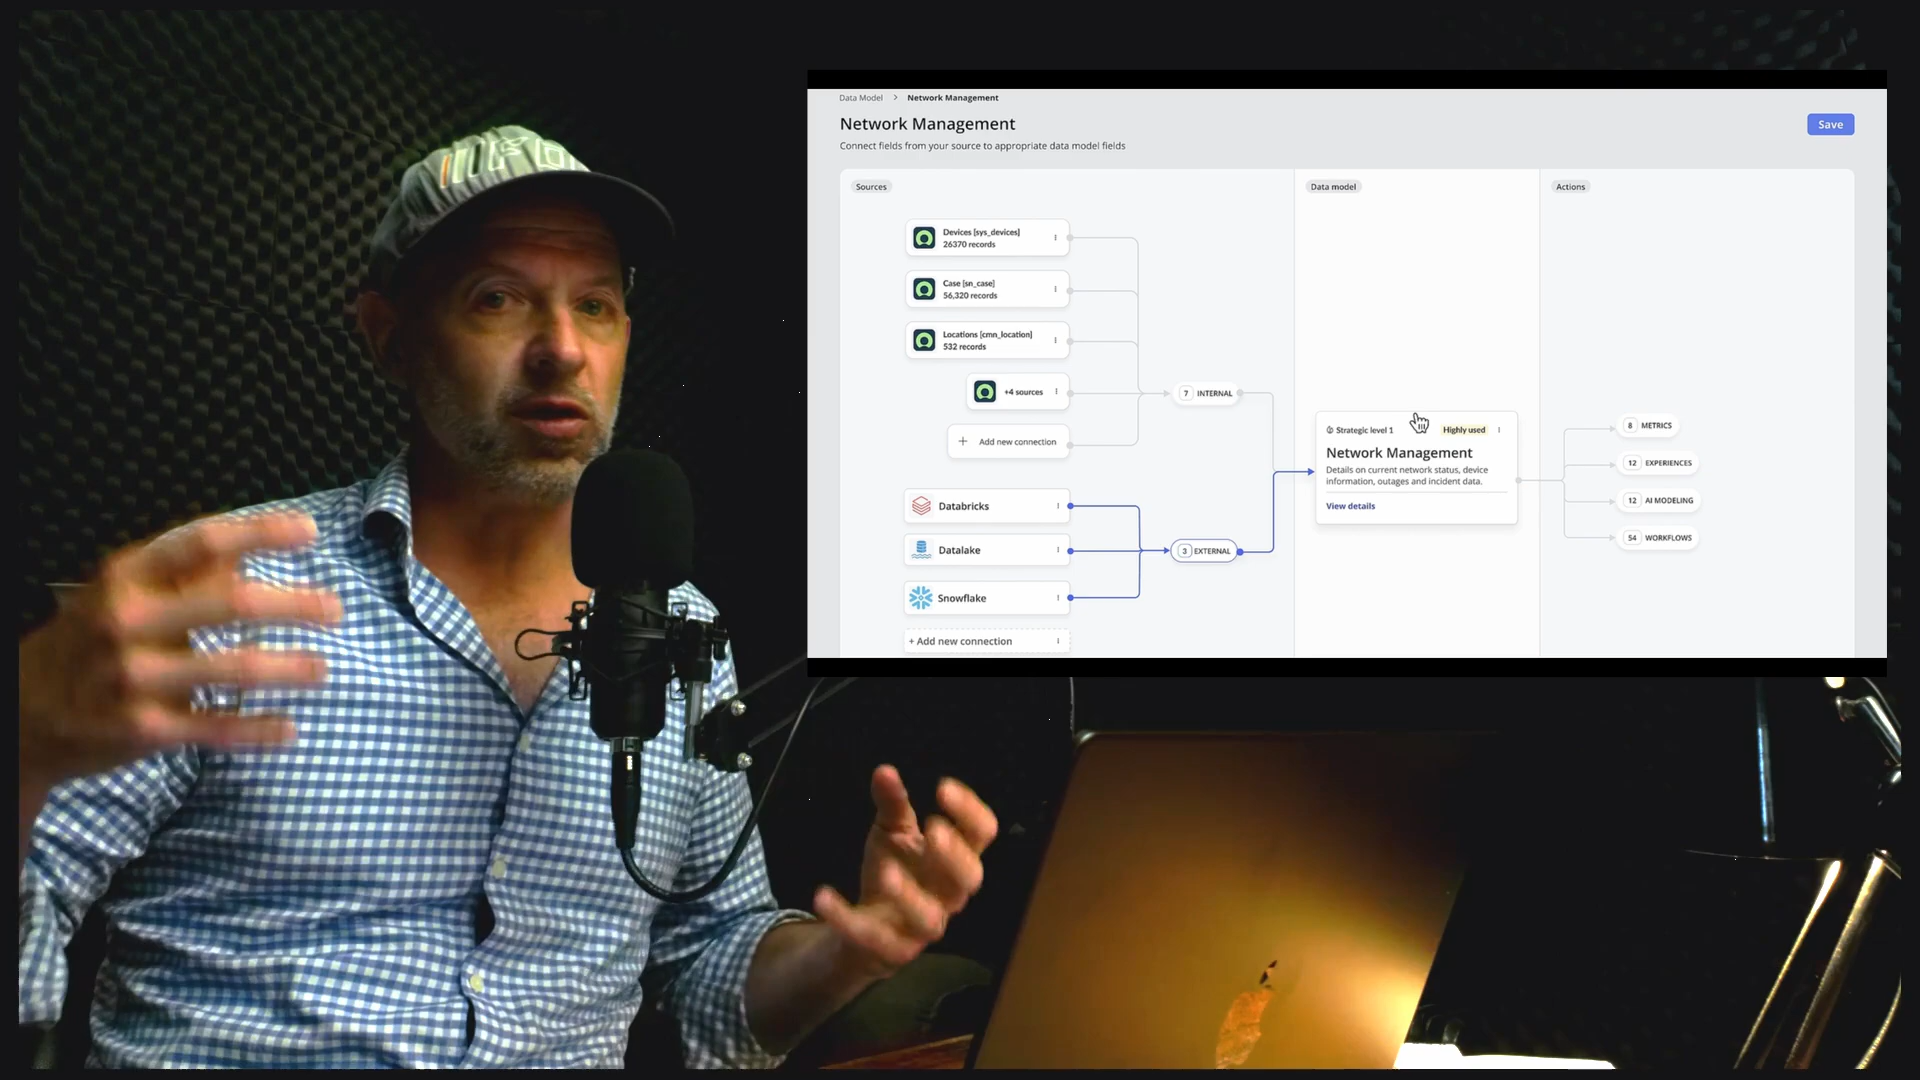 Data Model > Network Management
Network Management
Save
Connect fields from your source to appropriate data model fields
Sources
Data model
Actions
Devices [sys_devices]
26370 records
Case [sn_case]
56,320 records
Locations [cmn_location]
532 records
+4 sources
+ Add new connection
7 INTERNAL
Databricks
Datalake
Snowflake
+ Add new connection
3 EXTERNAL
Strategic level 1
Highly used
Network Management
Details on current network status, device
information, outages and incident data.
View details
8 METRICS
12 EXPERIENCES
12 AI MODELING
54 WORKFLOWS